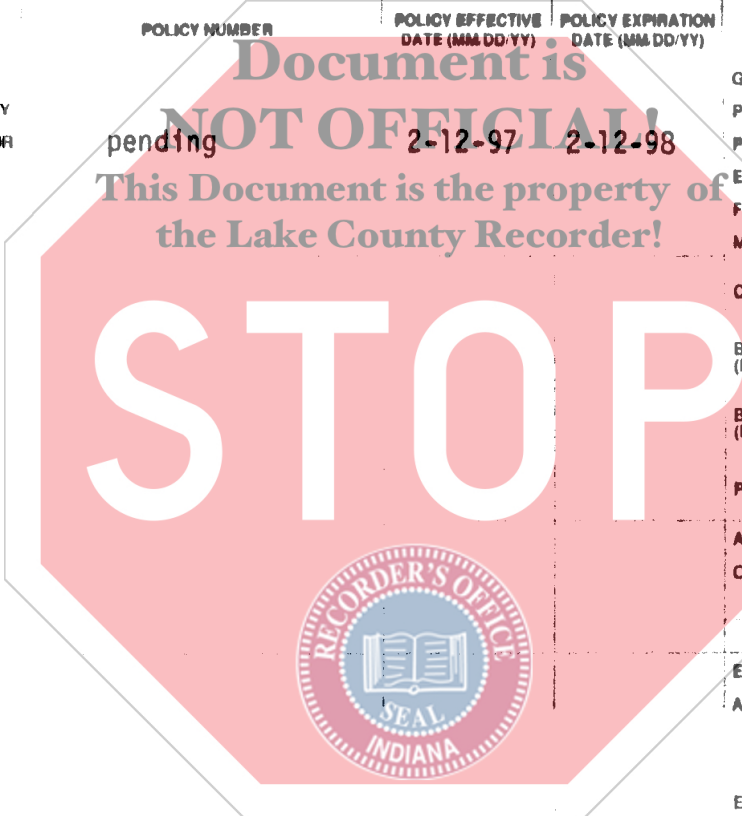 POLICY NUMBER
POLICY EFFECTIVE
DATE (MM/DD/YY)
POLICY EXPIRATION
DATE (MM/DD/YY)
Document is
NOT OFFICIAL!
pending 2-12-97 2-12-98
This Document is the property of
the Lake County Recorder!
STOP
RECORDER'S OFFICE
SEAL
INDIANA